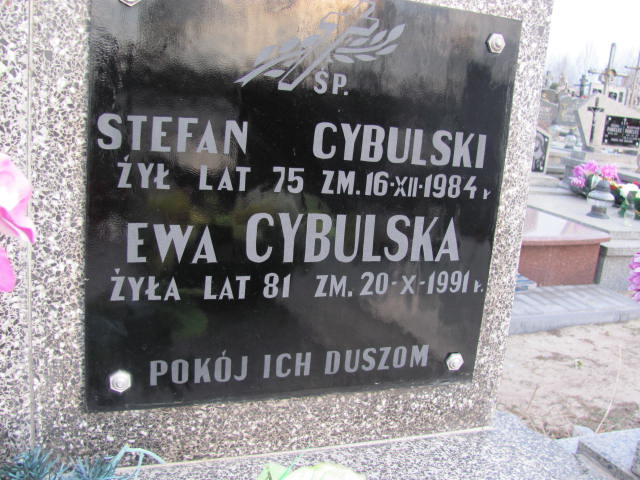 ŚP.
STEFAN CYBULSKI
ŻYŁ LAT 75 ZM. 16-XII-1984 r
EWA CYBULSKA
ŻYŁA LAT 81 ZM. 20-X-1991 r.
POKÓJ ICH DUSZOM